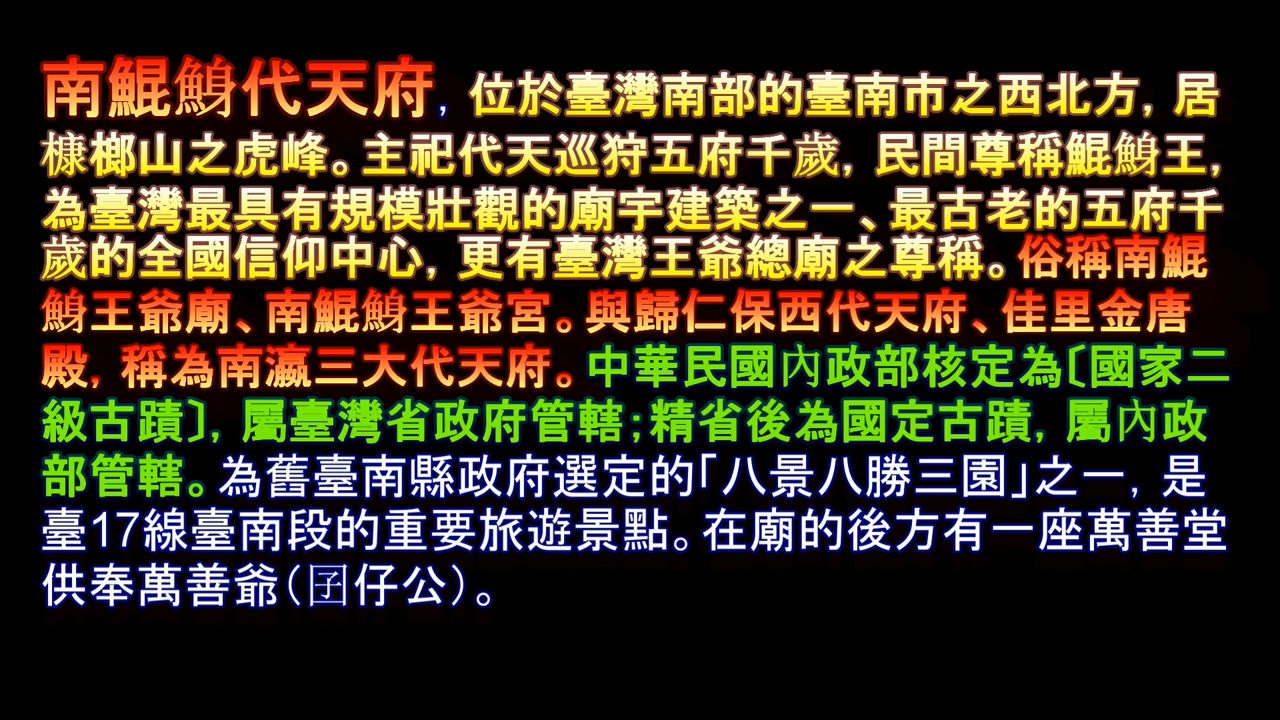 南鯤鯓代天府，位於臺灣南部的臺南市之西北方，居
槺榔山之虎峰。主祀代天巡狩五府千歲，民間尊稱鯤鯓王，
為臺灣最具有規模壯觀的廟宇建築之一、最古老的五府千
歲的全國信仰中心，更有臺灣王爺總廟之尊稱。俗稱南鯤
鯓王爺廟、南鯤鯓王爺宮。與歸仁保西代天府、佳里金唐
殿，稱為南瀛三大代天府。中華民國內政部核定為〔國家二
級古蹟〕，屬臺灣省政府管轄；精省後為國定古蹟，屬內政
部管轄。為舊臺南縣政府選定的「八景八勝三園」之一，是
臺17線臺南段的重要旅遊景點。在廟的後方有一座萬善堂
供奉萬善爺（囝仔公）。